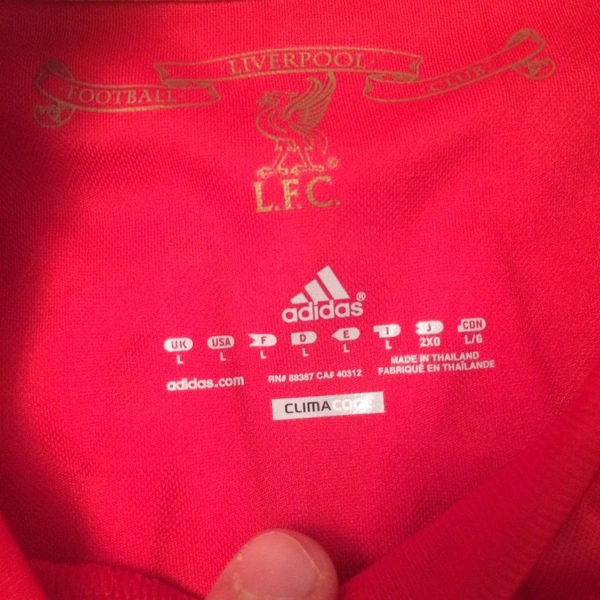 FOOTBALL LIVERPOOL CLUB
®
L.F.C.
adidas®
UK USA F D E I J CDN
L L L L L L 2XO L/G
adidas.com RN# 88387 CA# 40312 MADE IN THAILAND
FABRIQUÉ EN THAÏLANDE
CLIMACOOL